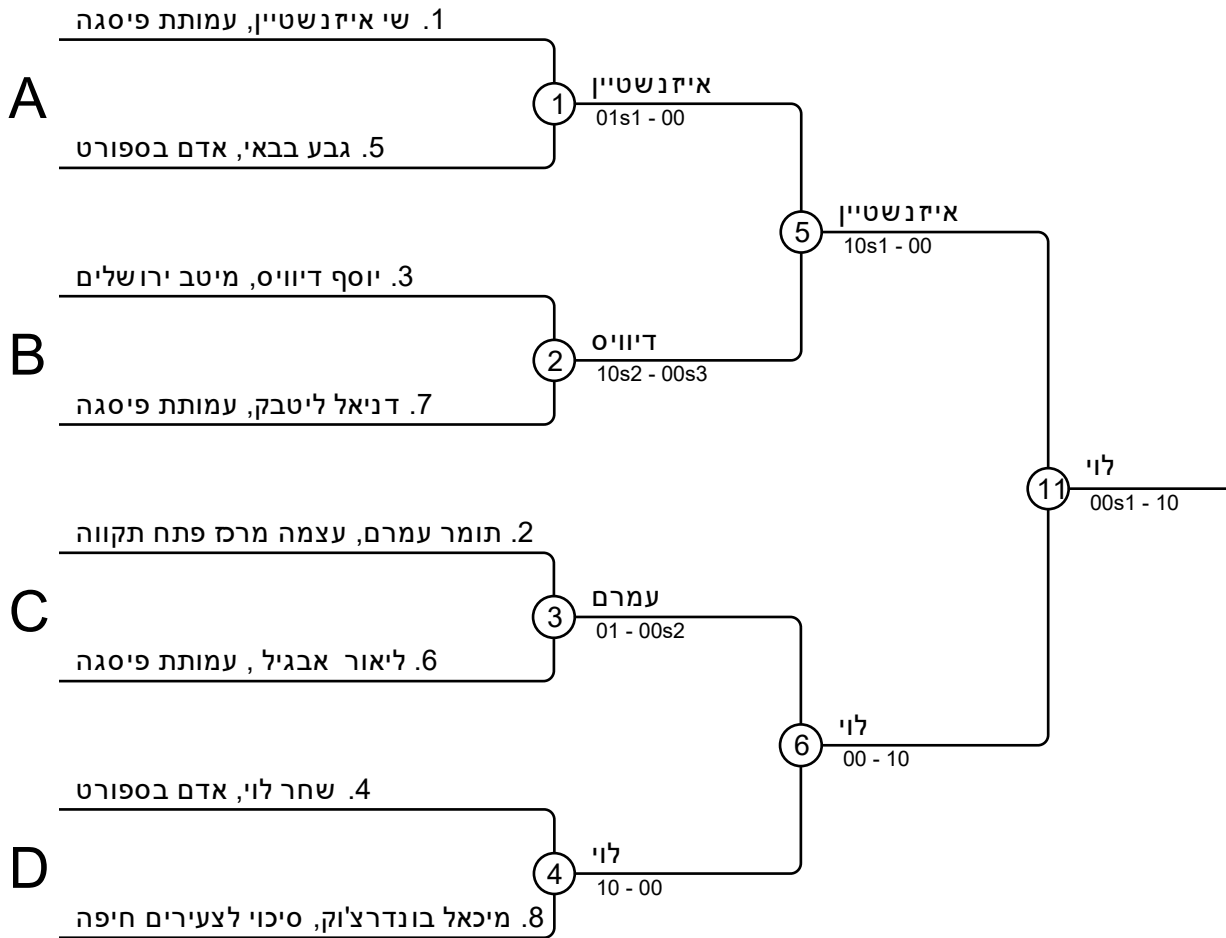 1. שי אייזנשטיין, עמותת פיסגה
A
1
אייזנשטיין
01s1 - 00
5. גבע בבאי, אדם בספורט
5
אייזנשטיין
10s1 - 00
3. יוסף דיוויס, מיטב ירושלים
B
2
דיוויס
10s2 - 00s3
7. דניאל ליטבק, עמותת פיסגה
11
לוי
00s1 - 10
2. תומר עמרם, עצמה מרכז פתח תקווה
C
3
עמרם
01 - 00s2
6. ליאור אבגיל , עמותת פיסגה
6
לוי
00 - 10
4. שחר לוי, אדם בספורט
D
4
לוי
10 - 00
8. מיכאל בונדרצ'וק, סיכוי לצעירים חיפה